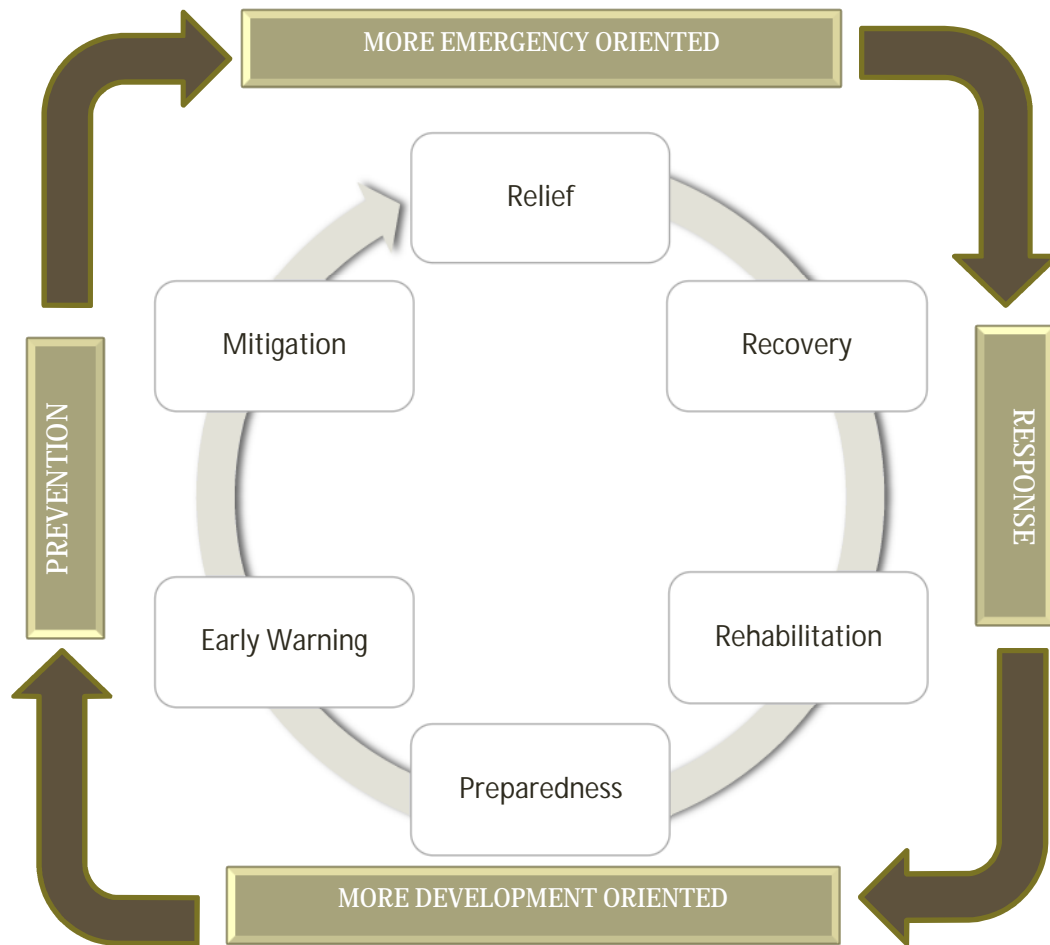 MORE EMERGENCY ORIENTED
Relief
Mitigation
Recovery
PREVENTION
RESPONSE
Early Warning
Rehabilitation
Preparedness
MORE DEVELOPMENT ORIENTED